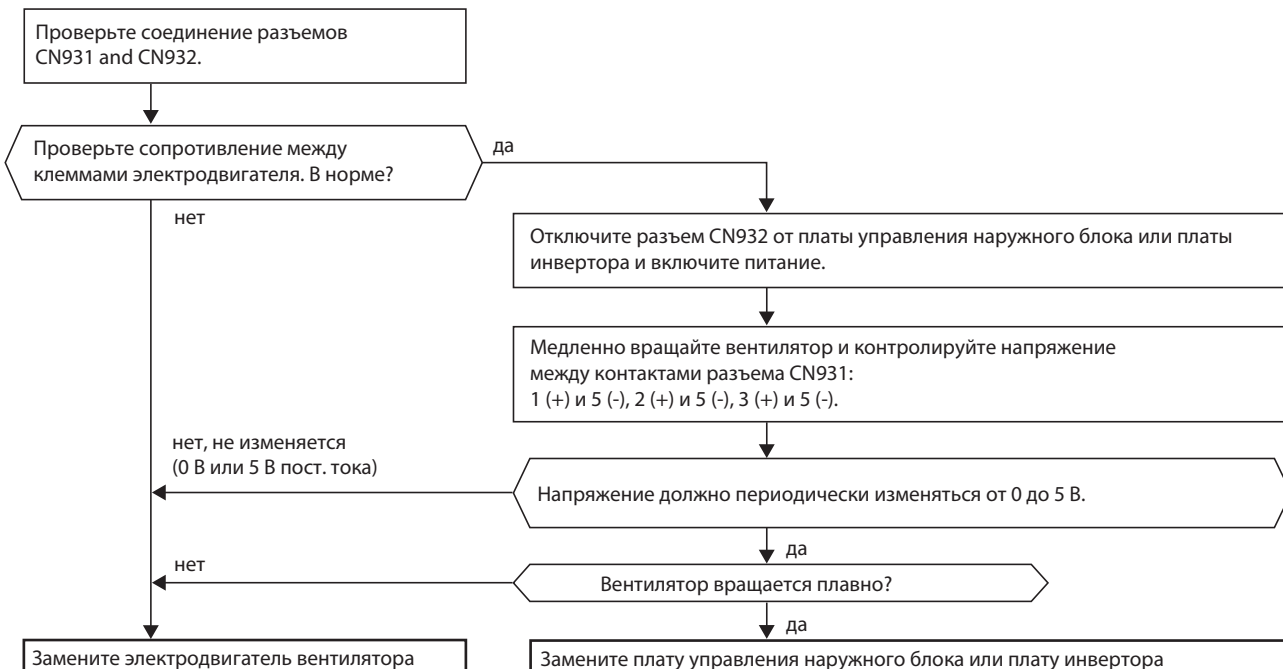 Проверьте соединение разъемов
CN931 and CN932.
Проверьте сопротивление между
клеммами электродвигателя. В норме?
да
нет
Отключите разъем CN932 от платы управления наружного блока или платы
инвертора и включите питание.
Медленно вращайте вентилятор и контролируйте напряжение
между контактами разъема CN931:
1 (+) и 5 (-), 2 (+) и 5 (-), 3 (+) и 5 (-).
нет, не изменяется
(0 В или 5 В пост. тока)
Напряжение должно периодически изменяться от 0 до 5 В.
да
нет
Вентилятор вращается плавно?
да
Замените электродвигатель вентилятора
Замените плату управления наружного блока или плату инвертора